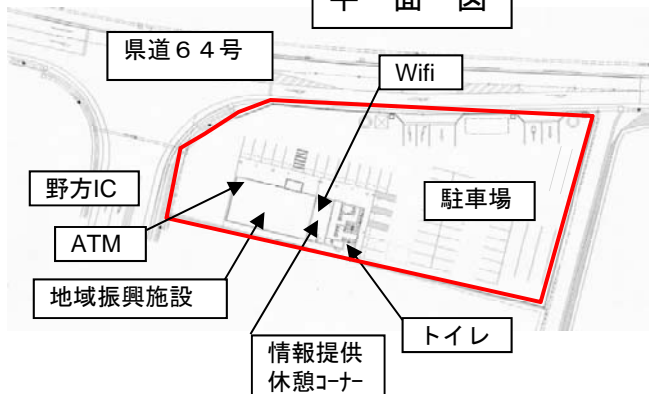 平 面 図
県道６４号
Wifi
野方IC
駐車場
ATM
地域振興施設
トイレ
情報提供
休憩ｺｰﾅｰ